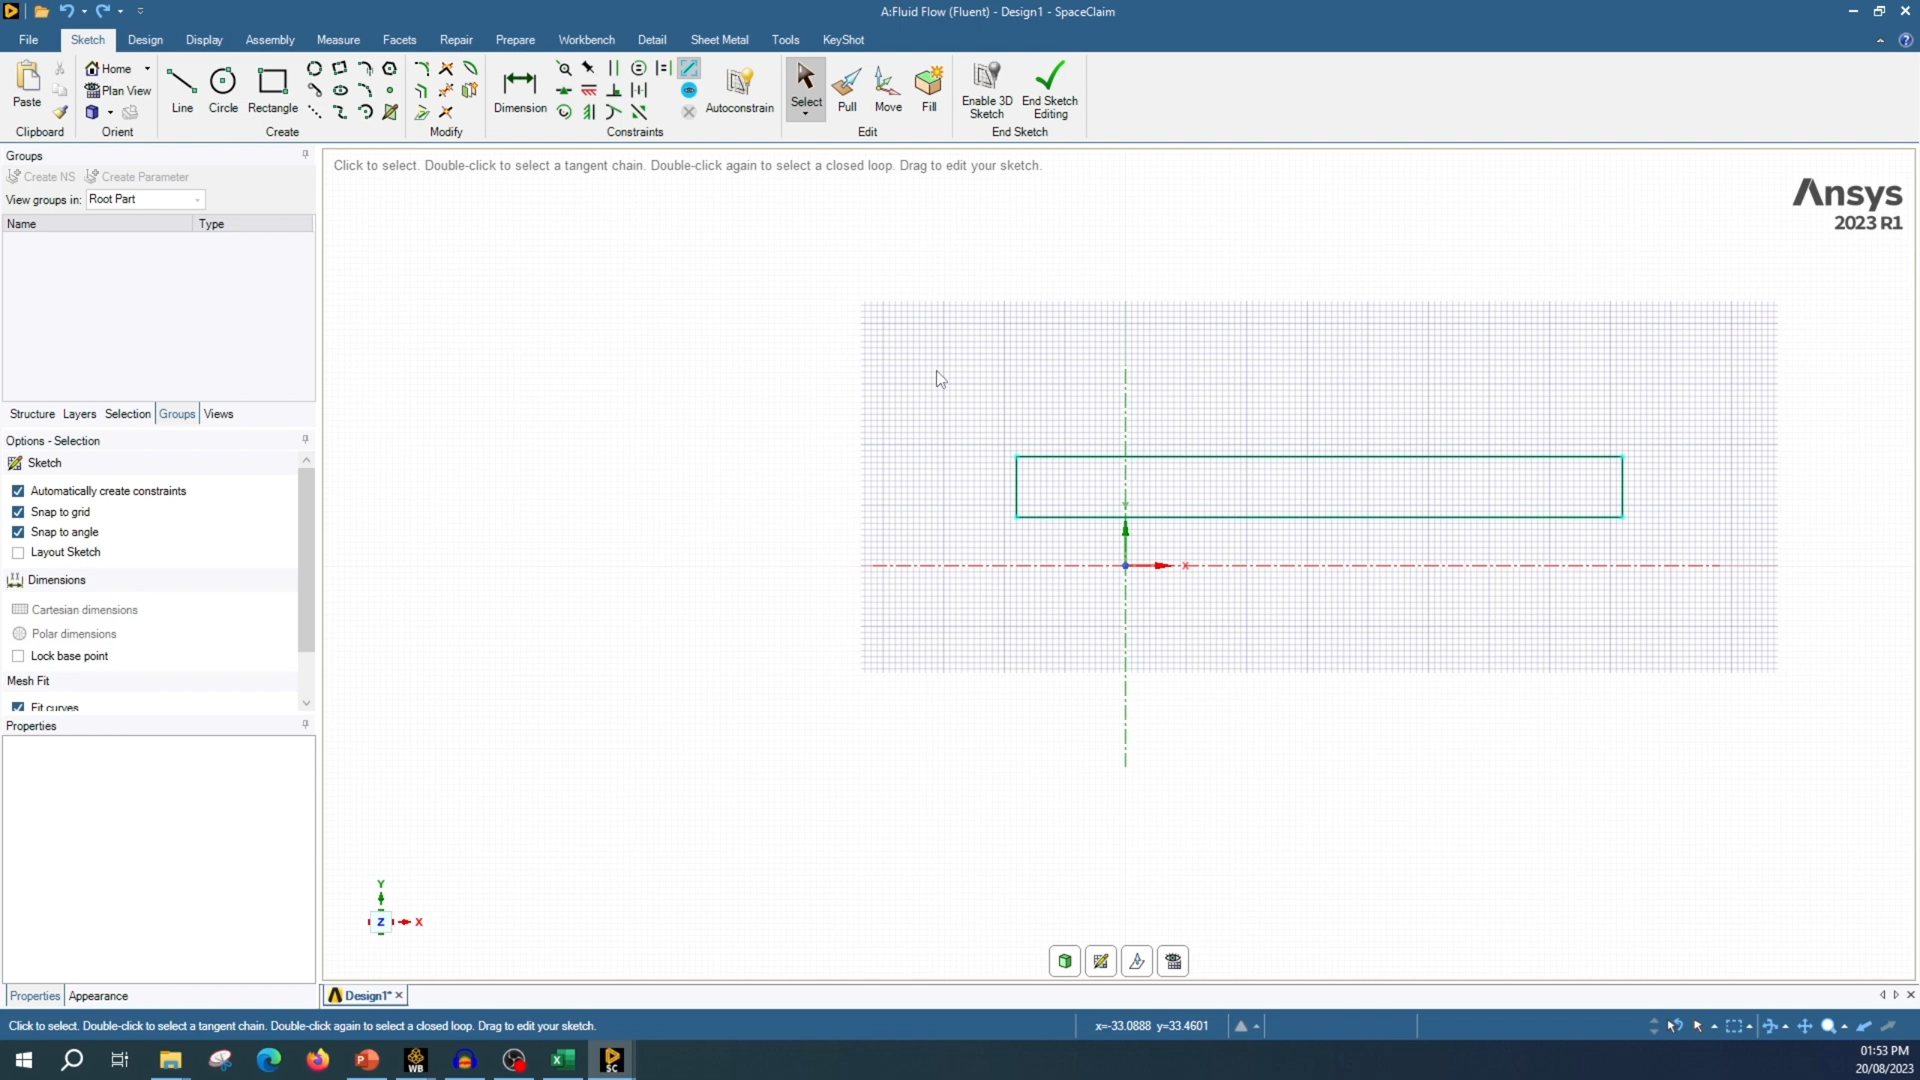 A:Fluid Flow (Fluent) - Design1 - SpaceClaim
File Sketch Design Display Assembly Measure Facets Repair Prepare Workbench Detail Sheet Metal Tools KeyShot
Paste
Clipboard
Home
Plan View
Orient
Line Circle Rectangle
Create
Modify
Dimension
Autoconstrain
Constraints
Select Pull Move Fill
Edit
Enable 3D Sketch
End Sketch Editing
End Sketch
Groups
Create NS Create Parameter
View groups in: Root Part
Name Type
Structure Layers Selection Groups Views
Options - Selection
Sketch
Automatically create constraints
Snap to grid
Snap to angle
Layout Sketch
Dimensions
Cartesian dimensions
Polar dimensions
Lock base point
Mesh Fit
Fit curves
Properties
Properties Appearance
Click to select. Double-click to select a tangent chain. Double-click again to select a closed loop. Drag to edit your sketch.
Ansys
2023 R1
X
Y
Z X
Design1*
Click to select. Double-click to select a tangent chain. Double-click again to select a closed loop. Drag to edit your sketch.
x=-33.0888 y=33.4601
WB
SC
01:53 PM
20/08/2023